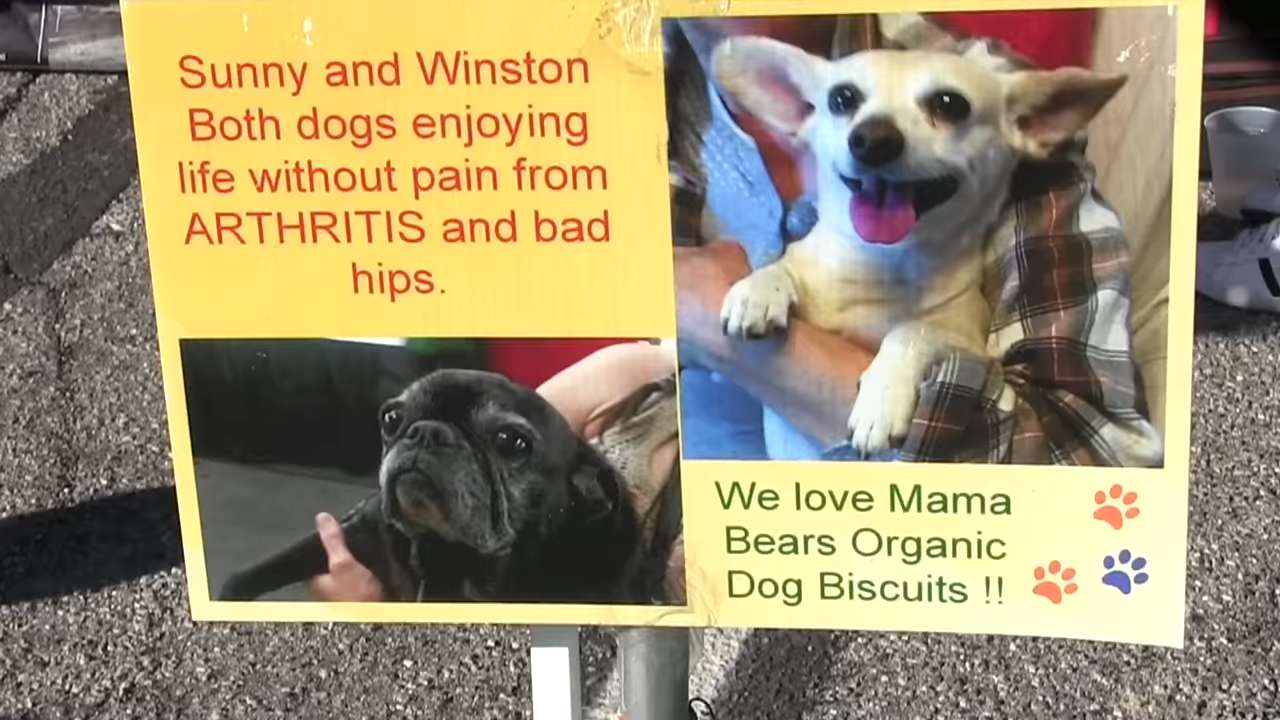 Sunny and Winston
Both dogs enjoying
life without pain from
ARTHRITIS and bad
hips.
We love Mama
Bears Organic
Dog Biscuits !!